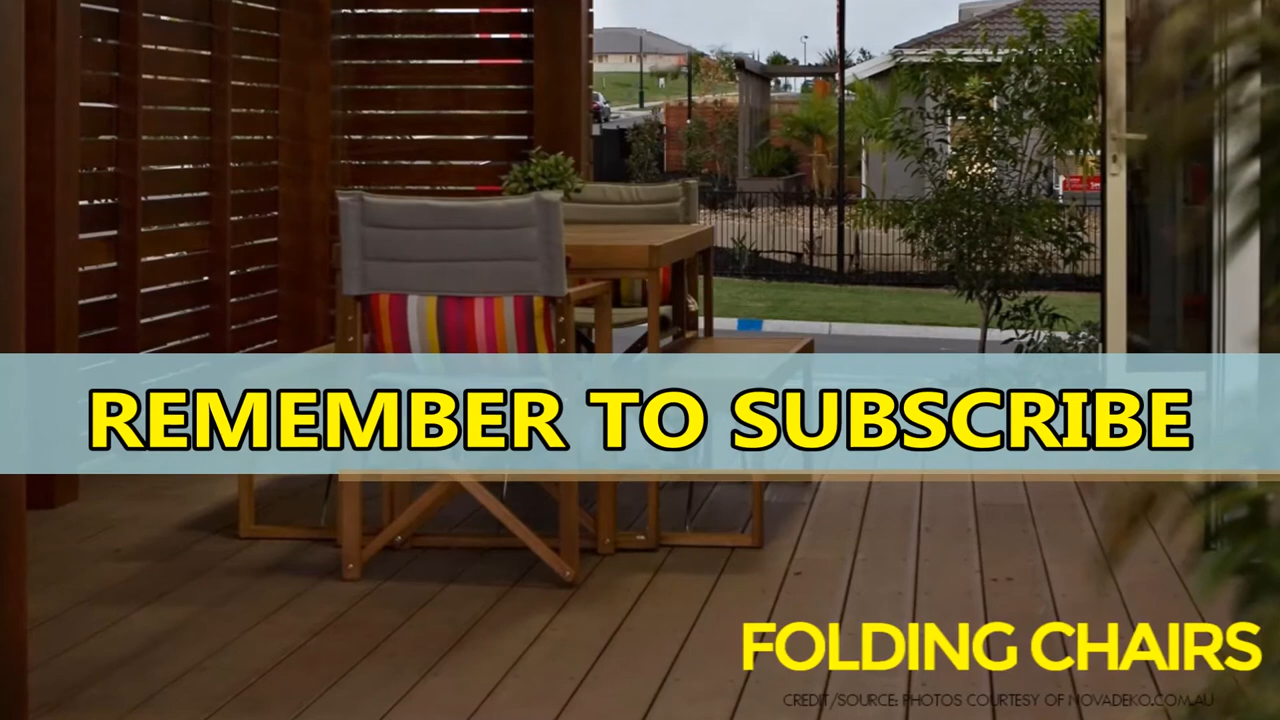 REMEMBER TO SUBSCRIBE
FOLDING CHAIRS
CREDIT/SOURCE: PHOTOS COURTESY OF NOVADEKO.COM.AU